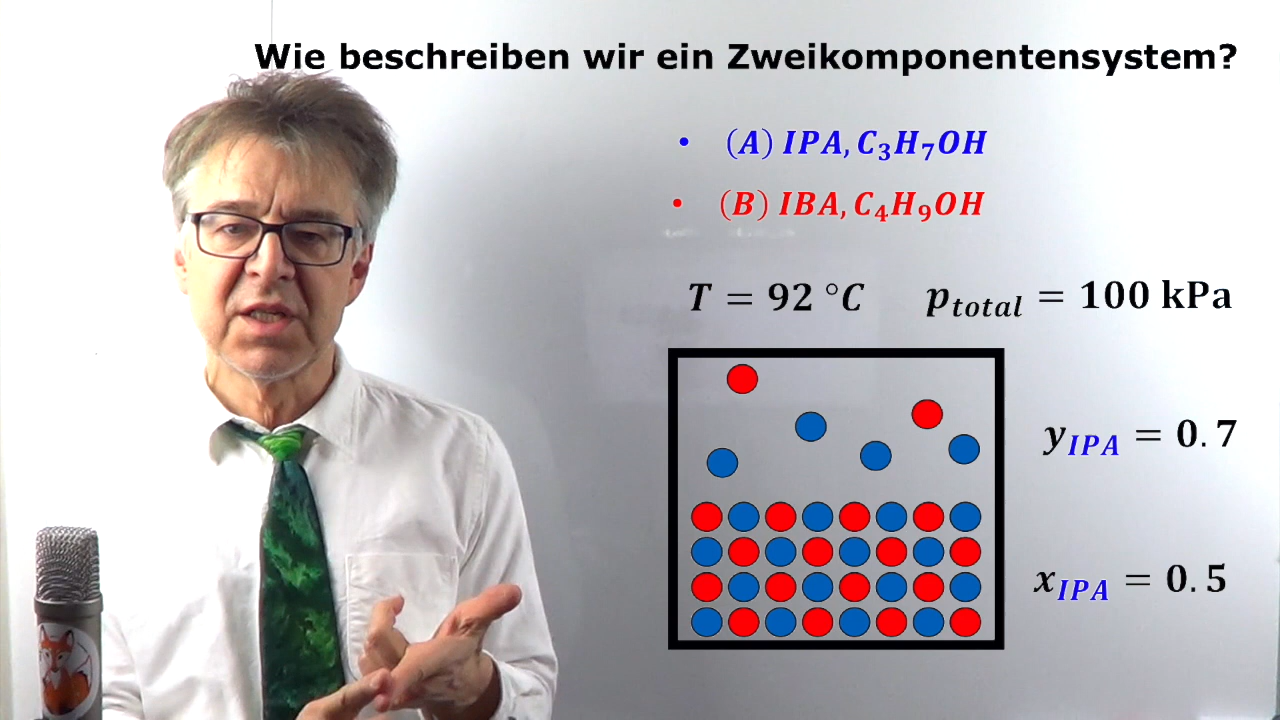 Wie beschreiben wir ein Zweikomponentensystem?
• (A) IPA, C₃H₇OH
• (B) IBA, C₄H₉OH
T = 92 °C p_total = 100 kPa
y_IPA = 0.7
x_IPA = 0.5